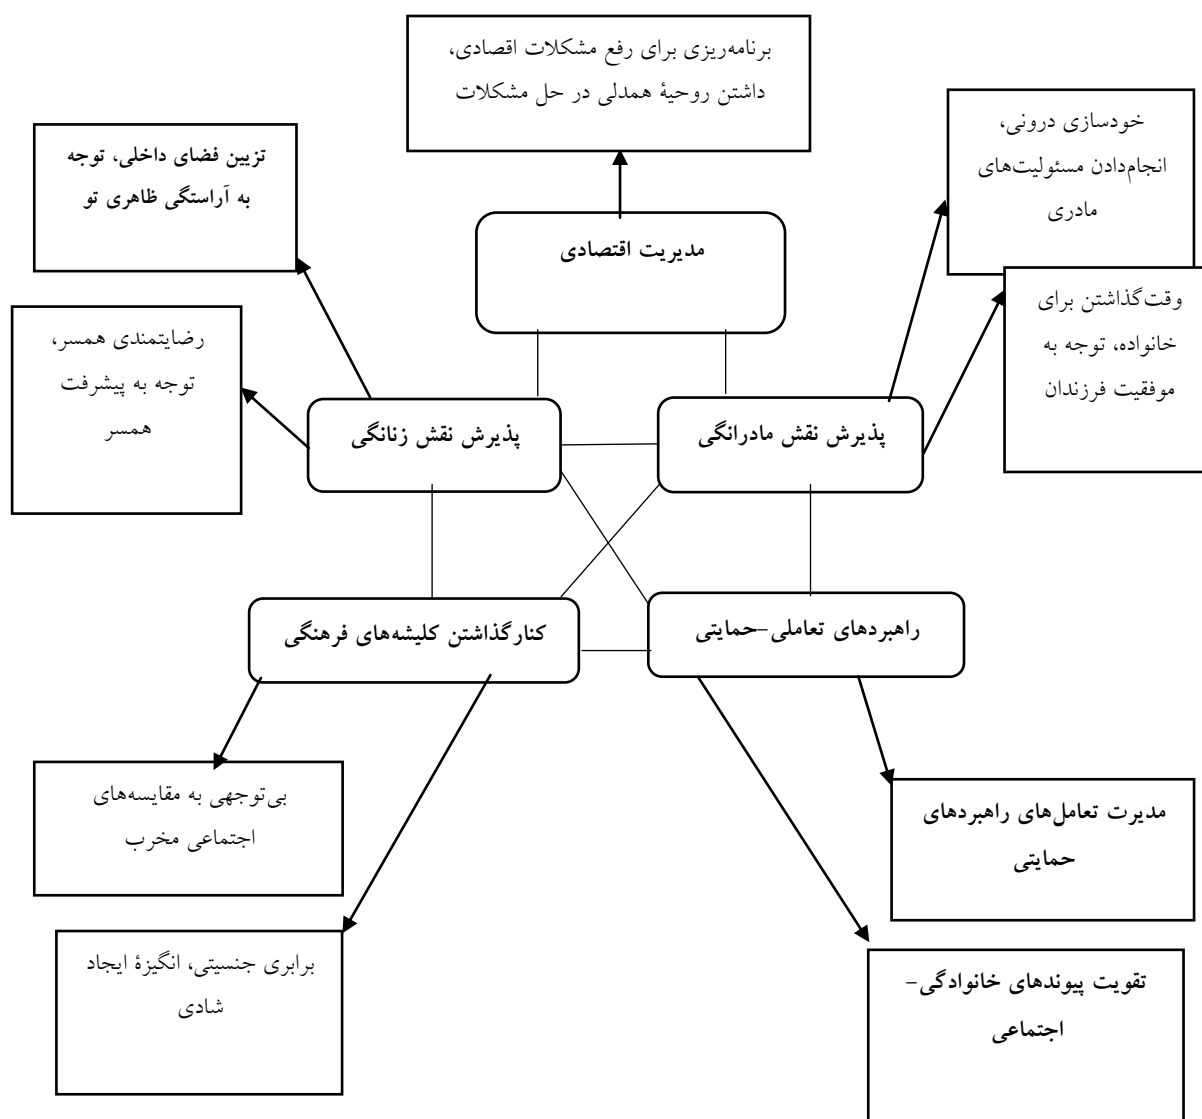 برنامه‌ریزی برای رفع مشکلات اقصادی،
داشتن روحیهٔ همدلی در حل مشکلات
خودسازی درونی،
انجام‌دادن مسئولیت‌های
مادری
تزیین فضای داخلی، توجه
به آراستگی ظاهری تو
مدیریت اقتصادی
وقت‌گذاشتن برای
خانواده، توجه به
موفقیت فرزندان
رضایتمندی همسر،
توجه به پیشرفت
همسر
پذیرش نقش مادرانگی
پذیرش نقش زنانگی
راهبردهای تعاملی-حمایتی
کنارگذاشتن کلیشه‌های فرهنگی
مدیرت تعامل‌های راهبردهای
حمایتی
بی‌توجهی به مقایسه‌های
اجتماعی مخرب
تقویت پیوندهای خانوادگی-
اجتماعی
برابری جنسیتی، انگیزهٔ ایجاد
شادی